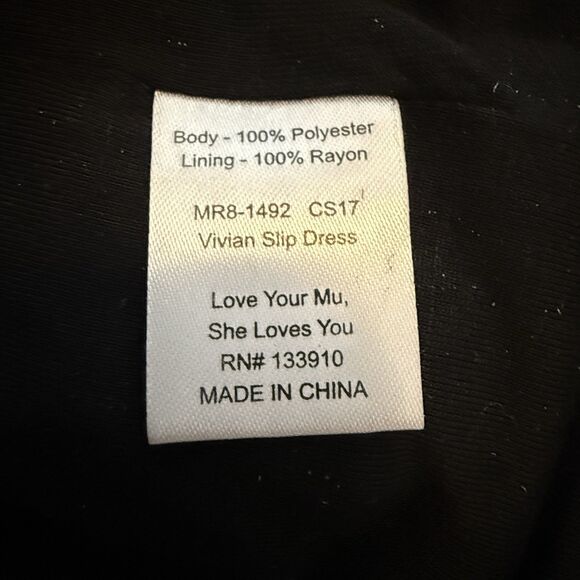 Body - 100% Polyester
Lining - 100% Rayon
MR8-1492 CS17
Vivian Slip Dress
Love Your Mu,
She Loves You
RN# 133910
MADE IN CHINA